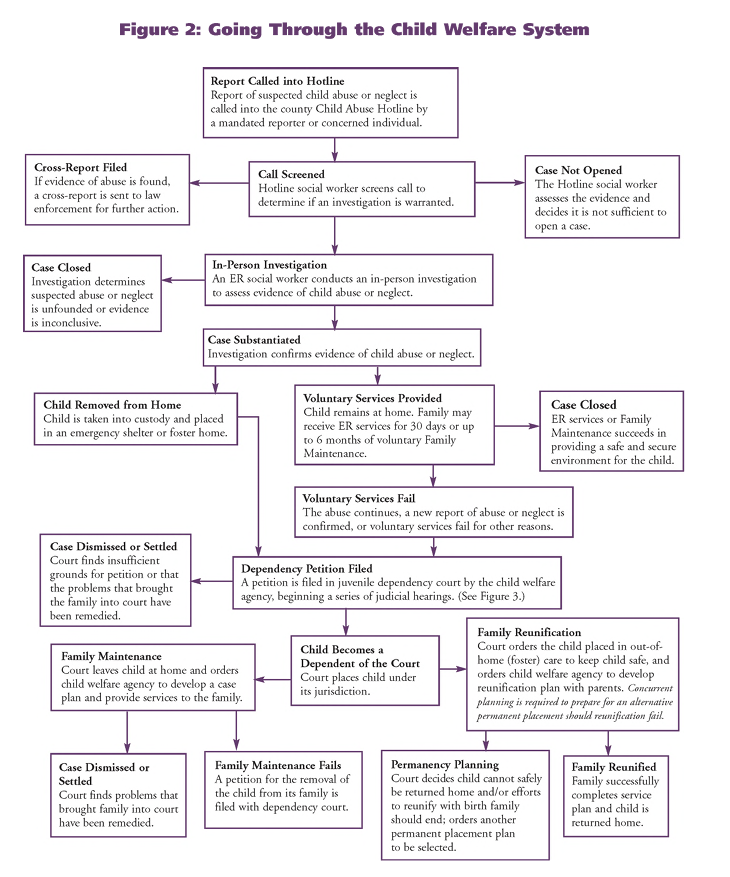 Figure 2: Going Through the Child Welfare System
Report Called into Hotline
Report of suspected child abuse or neglect is
called into the county Child Abuse Hotline by
a mandated reporter or concerned individual.
Cross-Report Filed
If evidence of abuse is found,
a cross-report is sent to law
enforcement for further action.
Call Screened
Hotline social worker screens call to
determine if an investigation is warranted.
Case Not Opened
The Hotline social worker
assesses the evidence and
decides it is not sufficient to
open a case.
Case Closed
Investigation determines
suspected abuse or neglect
is unfounded or evidence
is inconclusive.
In-Person Investigation
An ER social worker conducts an in-person investigation
to assess evidence of child abuse or neglect.
Case Substantiated
Investigation confirms evidence of child abuse or neglect.
Child Removed from Home
Child is taken into custody and placed
in an emergency shelter or foster home.
Voluntary Services Provided
Child remains at home. Family may
receive ER services for 30 days or up
to 6 months of voluntary Family
Maintenance.
Case Closed
ER services or Family
Maintenance succeeds in
providing a safe and secure
environment for the child.
Voluntary Services Fail
The abuse continues, a new report of abuse or neglect is
confirmed, or voluntary services fail for other reasons.
Case Dismissed or Settled
Court finds insufficient
grounds for petition or that
the problems that brought
the family into court have
been remedied.
Dependency Petition Filed
A petition is filed in juvenile dependency court by the child welfare
agency, beginning a series of judicial hearings. (See Figure 3.)
Family Maintenance
Court leaves child at home and orders
child welfare agency to develop a case
plan and provide services to the family.
Child Becomes a
Dependent of the Court
Court places child under
its jurisdiction.
Family Reunification
Court orders the child placed in out-of-
home (foster) care to keep child safe, and
orders child welfare agency to develop
reunification plan with parents. Concurrent
planning is required to prepare for an alternative
permanent placement should reunification fail.
Case Dismissed or
Settled
Court finds problems that
brought family into court
have been remedied.
Family Maintenance Fails
A petition for the removal of
the child from its family is
filed with dependency court.
Permanency Planning
Court decides child cannot safely
be returned home and/or efforts
to reunify with birth family
should end; orders another
permanent placement plan
to be selected.
Family Reunified
Family successfully
completes service
plan and child is
returned home.